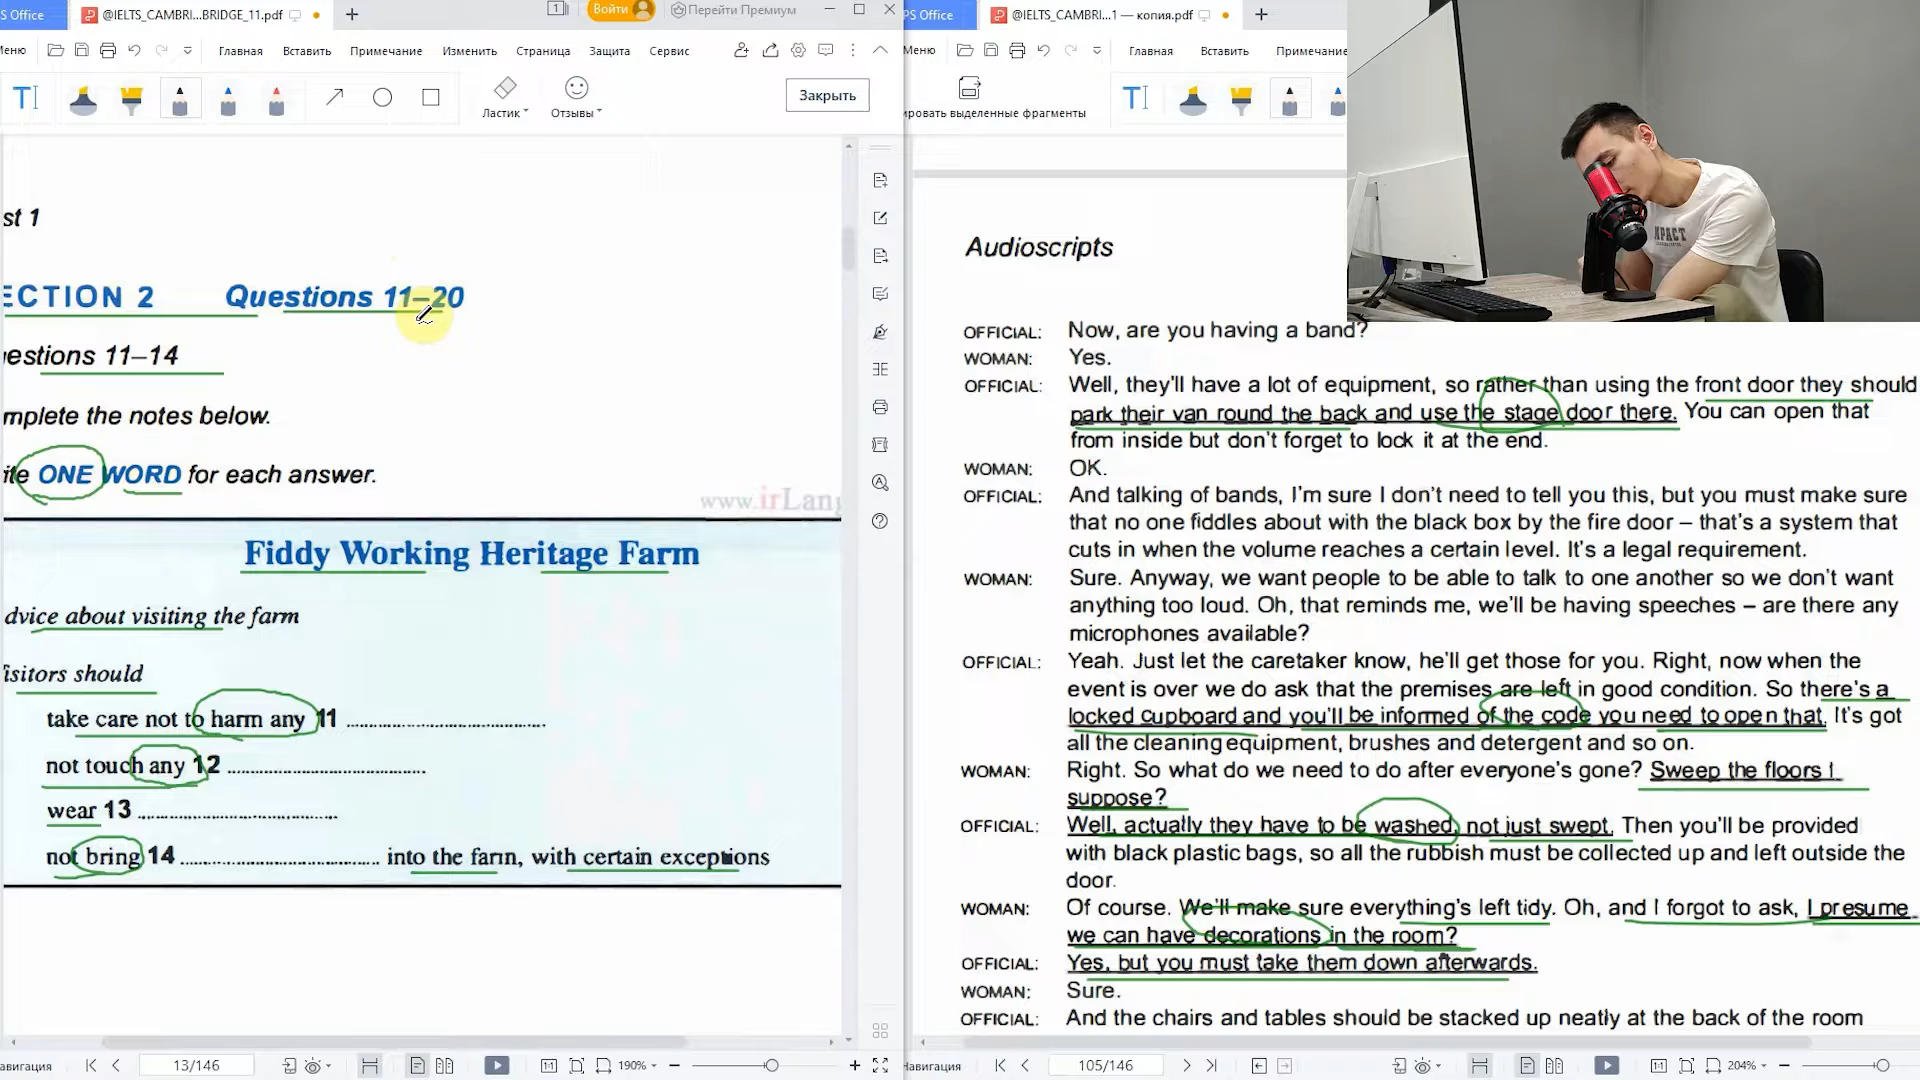 S Office
@IELTS_CAMBRI...BRIDGE_11.pdf
Войти
Перейти Премиум
PS Office
@IELTS_CAMBRI...1 — копия.pdf
Меню Главная Вставить Примечание Изменить Страница Защита Сервис
Меню Главная Вставить Примечание
Ластик Отзывы Закрыть
ировать выделенные фрагменты
st 1
ECTION 2 Questions 11–20
uestions 11–14
mplete the notes below.
ite ONE WORD for each answer.
www.irLang
Fiddy Working Heritage Farm
dvice about visiting the farm
isitors should
take care not to harm any 11 ....................
not touch any 12 ....................
wear 13 ....................
not bring 14 .................... into the farm, with certain exceptions
Audioscripts
OFFICIAL: Now, are you having a band?
WOMAN: Yes.
OFFICIAL: Well, they'll have a lot of equipment, so rather than using the front door they should
park their van round the back and use the stage door there. You can open that
from inside but don't forget to lock it at the end.
WOMAN: OK.
OFFICIAL: And talking of bands, I'm sure I don't need to tell you this, but you must make sure
that no one fiddles about with the black box by the fire door – that's a system that
cuts in when the volume reaches a certain level. It's a legal requirement.
WOMAN: Sure. Anyway, we want people to be able to talk to one another so we don't want
anything too loud. Oh, that reminds me, we'll be having speeches – are there any
microphones available?
OFFICIAL: Yeah. Just let the caretaker know, he'll get those for you. Right, now when the
event is over we do ask that the premises are left in good condition. So there's a
locked cupboard and you'll be informed of the code you need to open that. It's got
all the cleaning equipment, brushes and detergent and so on.
WOMAN: Right. So what do we need to do after everyone's gone? Sweep the floors I
suppose?
OFFICIAL: Well, actually they have to be washed, not just swept. Then you'll be provided
with black plastic bags, so all the rubbish must be collected up and left outside the
door.
WOMAN: Of course. We'll make sure everything's left tidy. Oh, and I forgot to ask, I presume
we can have decorations in the room?
OFFICIAL: Yes, but you must take them down afterwards.
WOMAN: Sure.
OFFICIAL: And the chairs and tables should be stacked up neatly at the back of the room
авигация 13/146 190%
Навигация 105/146 204%